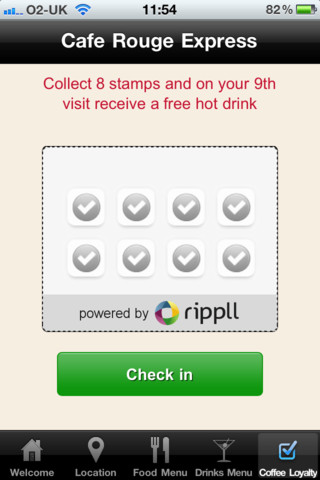 O2-UK 11:54 82%
Cafe Rouge Express
Collect 8 stamps and on your 9th
visit receive a free hot drink
powered by rippll
Check in
Welcome Location Food Menu Drinks Menu Coffee Loyalty